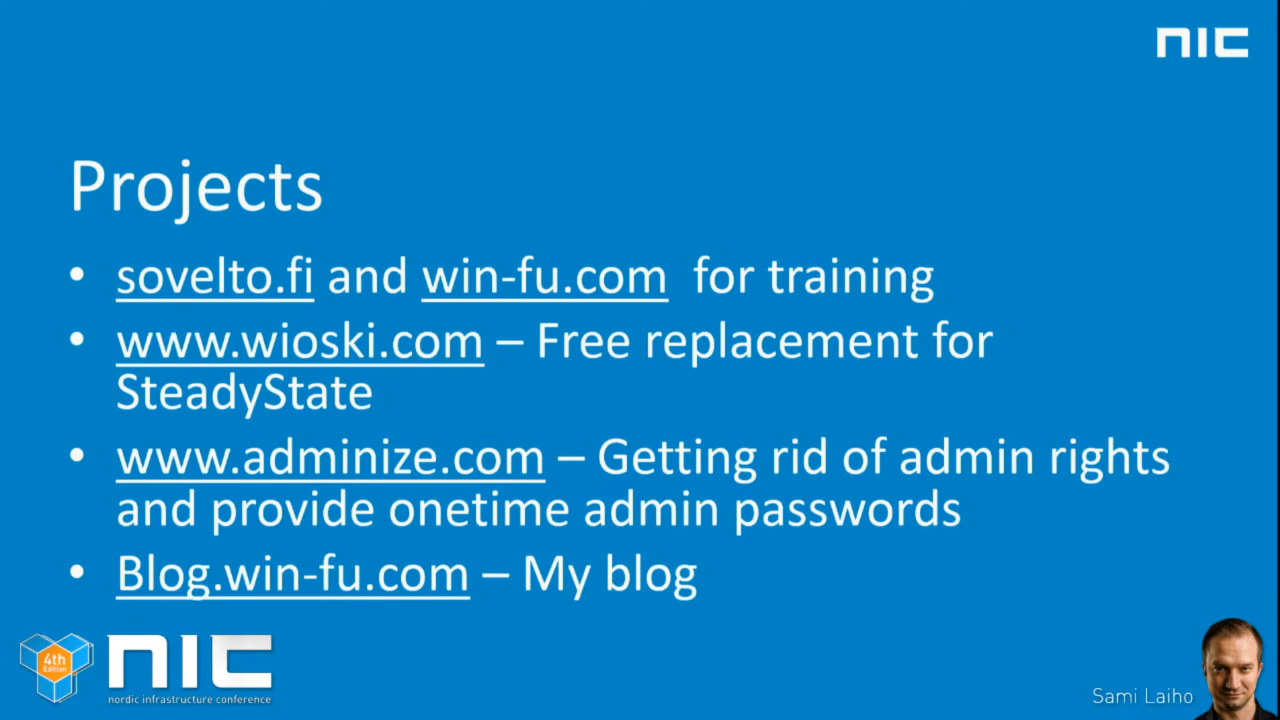 NIC
Projects
• sovelto.fi and win-fu.com for training
• www.wioski.com – Free replacement for
SteadyState
• www.adminize.com – Getting rid of admin rights
and provide onetime admin passwords
• Blog.win-fu.com – My blog
4th
Edition
NIC
nordic infrastructure conference
Sami Laiho